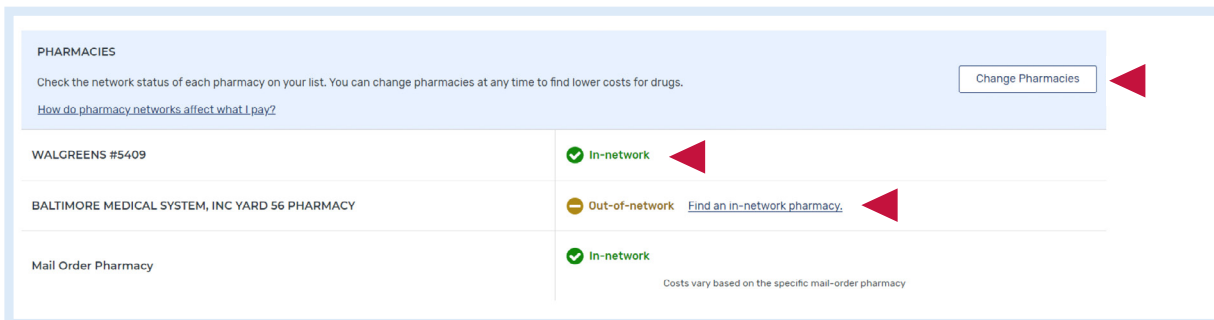 PHARMACIES
Check the network status of each pharmacy on your list. You can change pharmacies at any time to find lower costs for drugs.
Change Pharmacies
How do pharmacy networks affect what I pay?
WALGREENS #5409
In-network
BALTIMORE MEDICAL SYSTEM, INC YARD 56 PHARMACY
Out-of-network Find an in-network pharmacy.
Mail Order Pharmacy
In-network
Costs vary based on the specific mail-order pharmacy